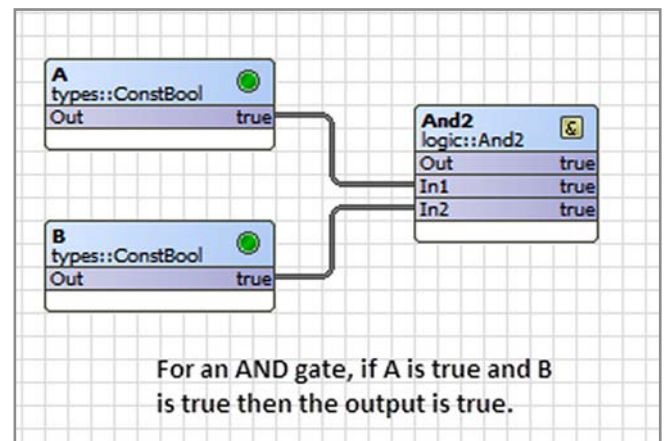 A
types::ConstBool
Out true
And2
logic::And2
&
Out true
In1 true
In2 true
B
types::ConstBool
Out true
For an AND gate, if A is true and B
is true then the output is true.